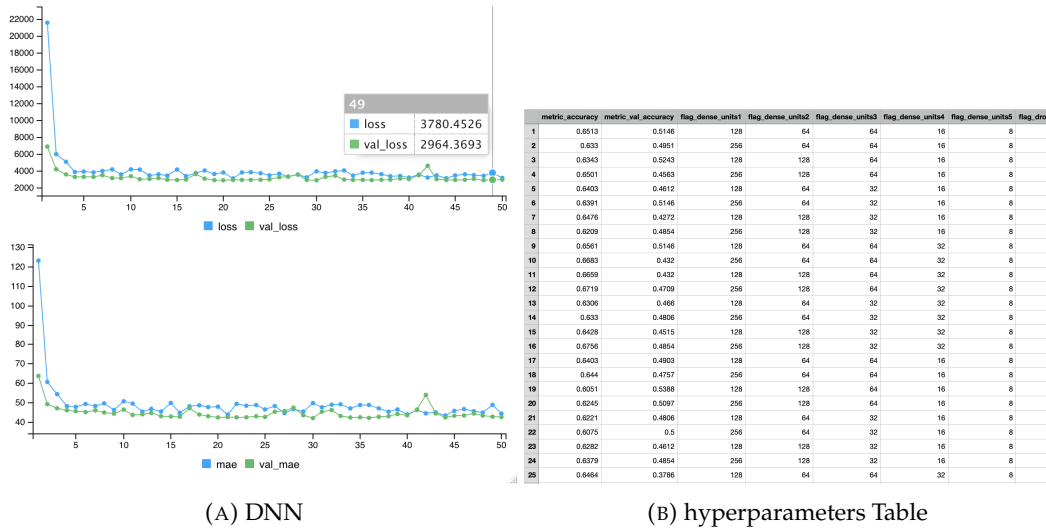 22000
20000
18000
16000
14000
12000
10000
8000
6000
4000
2000
5 10 15 20 25 30 35 40 45 50
49
loss 3780.4526
val_loss 2964.3693
loss val_loss
130
120
110
100
90
80
70
60
50
40
5 10 15 20 25 30 35 40 45 50
mae val_mae
(A) DNN
metric_accuracy metric_val_accuracy flag_dense_units1 flag_dense_units2 flag_dense_units3 flag_dense_units4 flag_dense_units5 flag_dro
1 0.6513 0.5146 128 64 64 16 8
2 0.633 0.4951 256 64 64 16 8
3 0.6343 0.5243 128 128 64 16 8
4 0.6501 0.4563 256 128 64 16 8
5 0.6403 0.4612 128 64 32 16 8
6 0.6391 0.5146 256 64 32 16 8
7 0.6476 0.4272 128 128 32 16 8
8 0.6209 0.4854 256 128 32 16 8
9 0.6561 0.5146 128 64 64 32 8
10 0.6683 0.432 256 64 64 32 8
11 0.6659 0.432 128 128 64 32 8
12 0.6719 0.4709 256 128 64 32 8
13 0.6306 0.466 128 64 32 32 8
14 0.633 0.4806 256 64 32 32 8
15 0.6428 0.4515 128 128 32 32 8
16 0.6756 0.4854 256 128 32 32 8
17 0.6403 0.4903 128 64 64 16 8
18 0.644 0.4757 256 64 64 16 8
19 0.6051 0.5388 128 128 64 16 8
20 0.6245 0.5097 256 128 64 16 8
21 0.6221 0.4806 128 64 32 16 8
22 0.6075 0.5 256 64 32 16 8
23 0.6282 0.4612 128 128 32 16 8
24 0.6379 0.4854 256 128 32 16 8
25 0.6464 0.3786 128 64 64 32 8
(B) hyperparameters Table